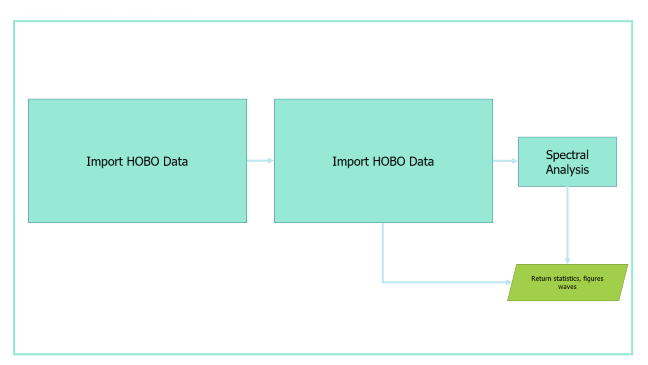 Import HOBO Data
Import HOBO Data
Spectral
Analysis
Return statistics, figures
waves